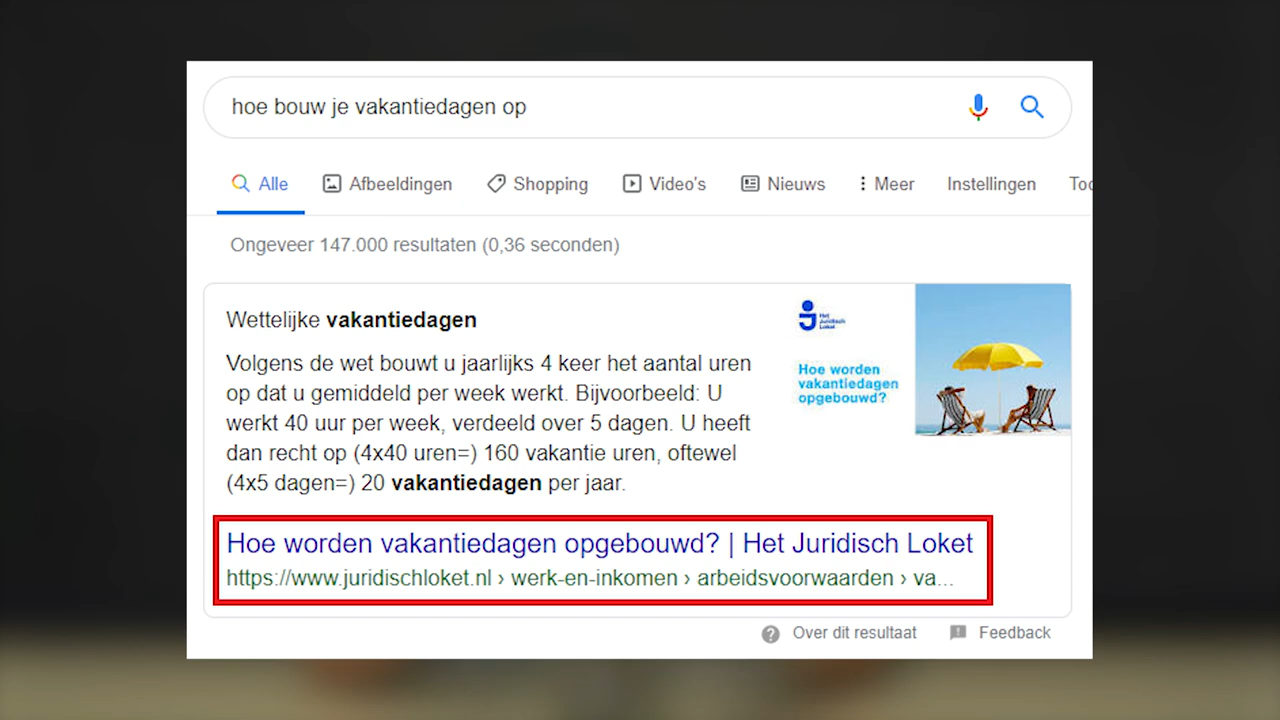 hoe bouw je vakantiedagen op
Alle Afbeeldingen Shopping Video's Nieuws Meer Instellingen
Ongeveer 147.000 resultaten (0,36 seconden)
Wettelijke vakantiedagen
Volgens de wet bouwt u jaarlijks 4 keer het aantal uren
op dat u gemiddeld per week werkt. Bijvoorbeeld: U
werkt 40 uur per week, verdeeld over 5 dagen. U heeft
dan recht op (4x40 uren=) 160 vakantie uren, oftewel
(4x5 dagen=) 20 vakantiedagen per jaar.
Het
Juridisch
Loket
Hoe worden
vakantiedagen
opgebouwd?
Hoe worden vakantiedagen opgebouwd? | Het Juridisch Loket
https://www.juridischloket.nl › werk-en-inkomen › arbeidsvoorwaarden › va...
Over dit resultaat Feedback